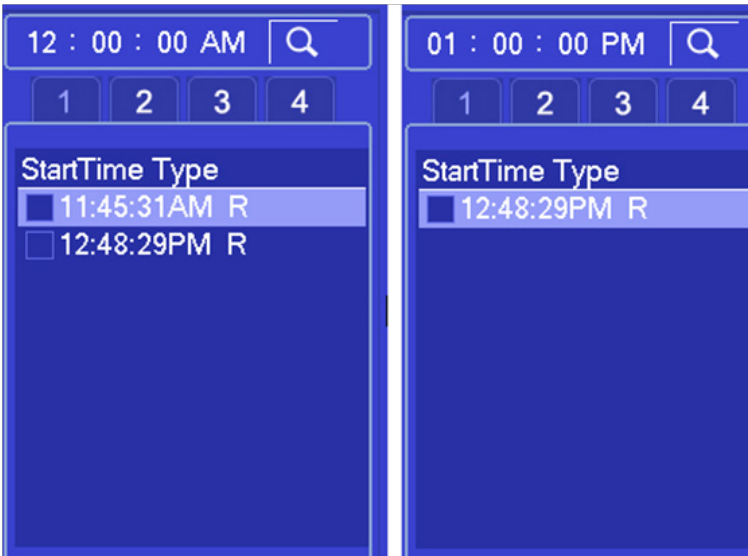 12 : 00 : 00 AM
1 2 3 4
StartTime Type
11:45:31AM R
12:48:29PM R
01 : 00 : 00 PM
1 2 3 4
StartTime Type
12:48:29PM R